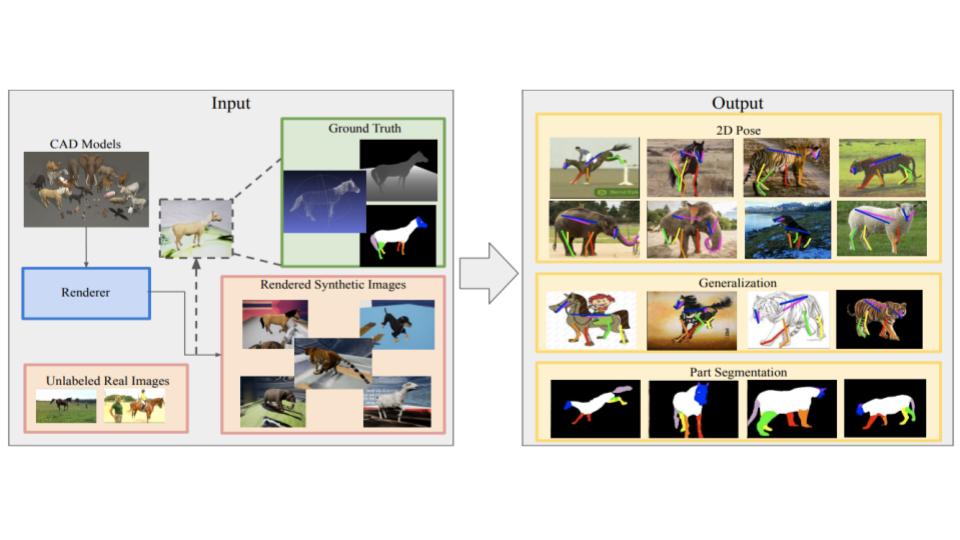 Input
CAD Models
Ground Truth
Renderer
Rendered Synthetic Images
Unlabeled Real Images
Output
2D Pose
Generalization
Part Segmentation